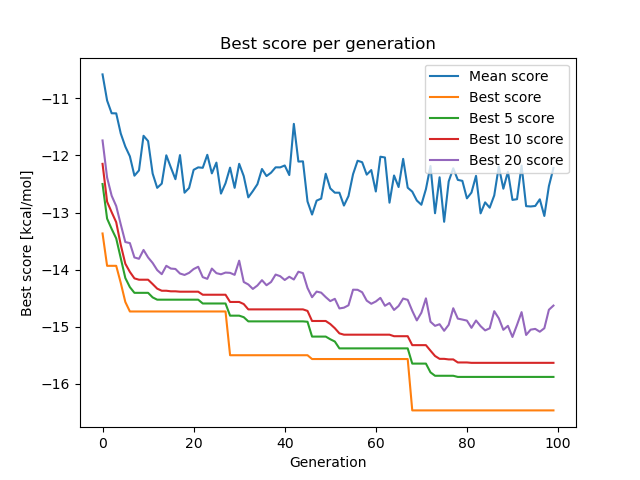 Best score per generation
Mean score
Best score
Best 5 score
Best 10 score
Best 20 score
Best score [kcal/mol]
−11
−12
−13
−14
−15
−16
0 20 40 60 80 100
Generation